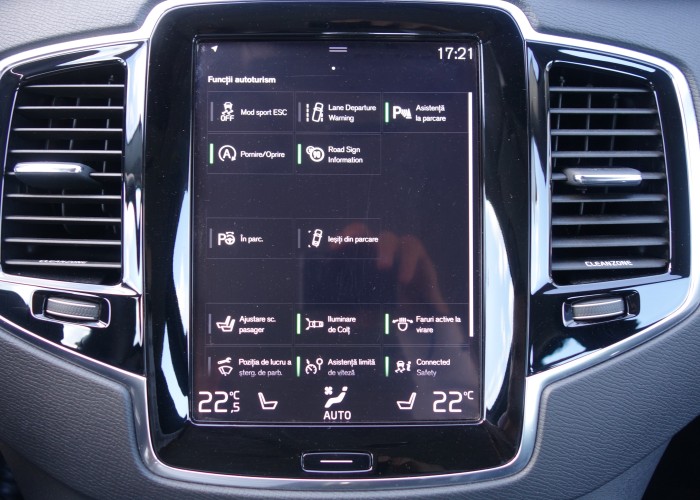 17:21
Funcții autoturism
OFF
Mod sport ESC
Lane Departure
Warning
P
Asistență
la parcare
A
Pornire/Oprire
Road Sign
Information
P
În parc.
Ieșiți din parcare
Ajustare sc.
pasager
Iluminare
de Colț
Faruri active la
virare
Poziția de lucru a
șterg. de parb.
Asistență limită
de viteză
Connected
Safety
22,5°C
AUTO
22°C
CLEANZONE